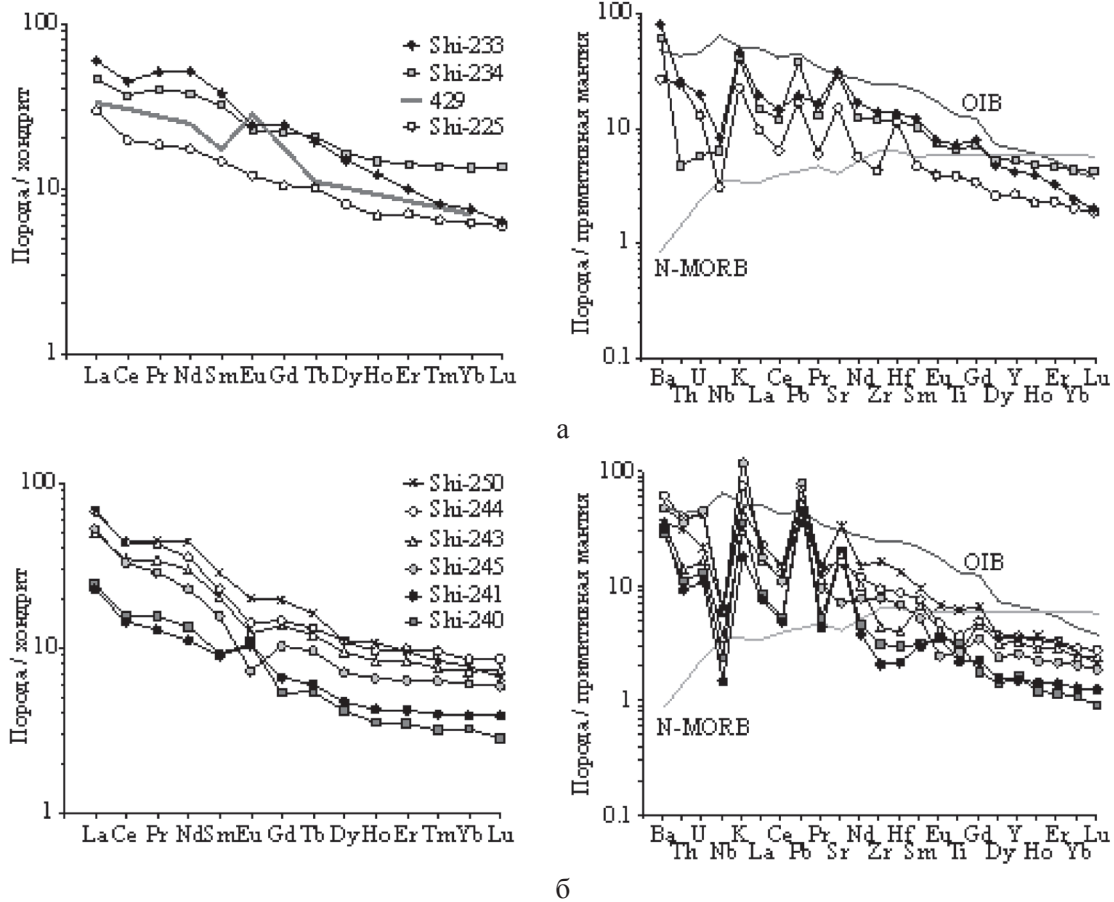 100
10
1
Порода / хондрит
Shi-233
Shi-234
429
Shi-225
La Ce Pr Nd Sm Eu Gd Tb Dy Ho Er Tm Yb Lu
100
10
1
0.1
Порода / примитивная мантия
OIB
N-MORB
Ba U K Ce Pr Nd Hf Eu Gd Y Er Lu
Th Nb La Pb Sr Zr Sm Ti Dy Ho Yb
а
100
10
1
Порода / хондрит
Shi-250
Shi-244
Shi-243
Shi-245
Shi-241
Shi-240
La Ce Pr Nd Sm Eu Gd Tb Dy Ho Er Tm Yb Lu
100
10
1
0.1
Порода / примитивная мантия
OIB
N-MORB
Ba U K Ce Pr Nd Hf Eu Gd Y Er Lu
Th Nb La Pb Sr Zr Sm Ti Dy Ho Yb
б